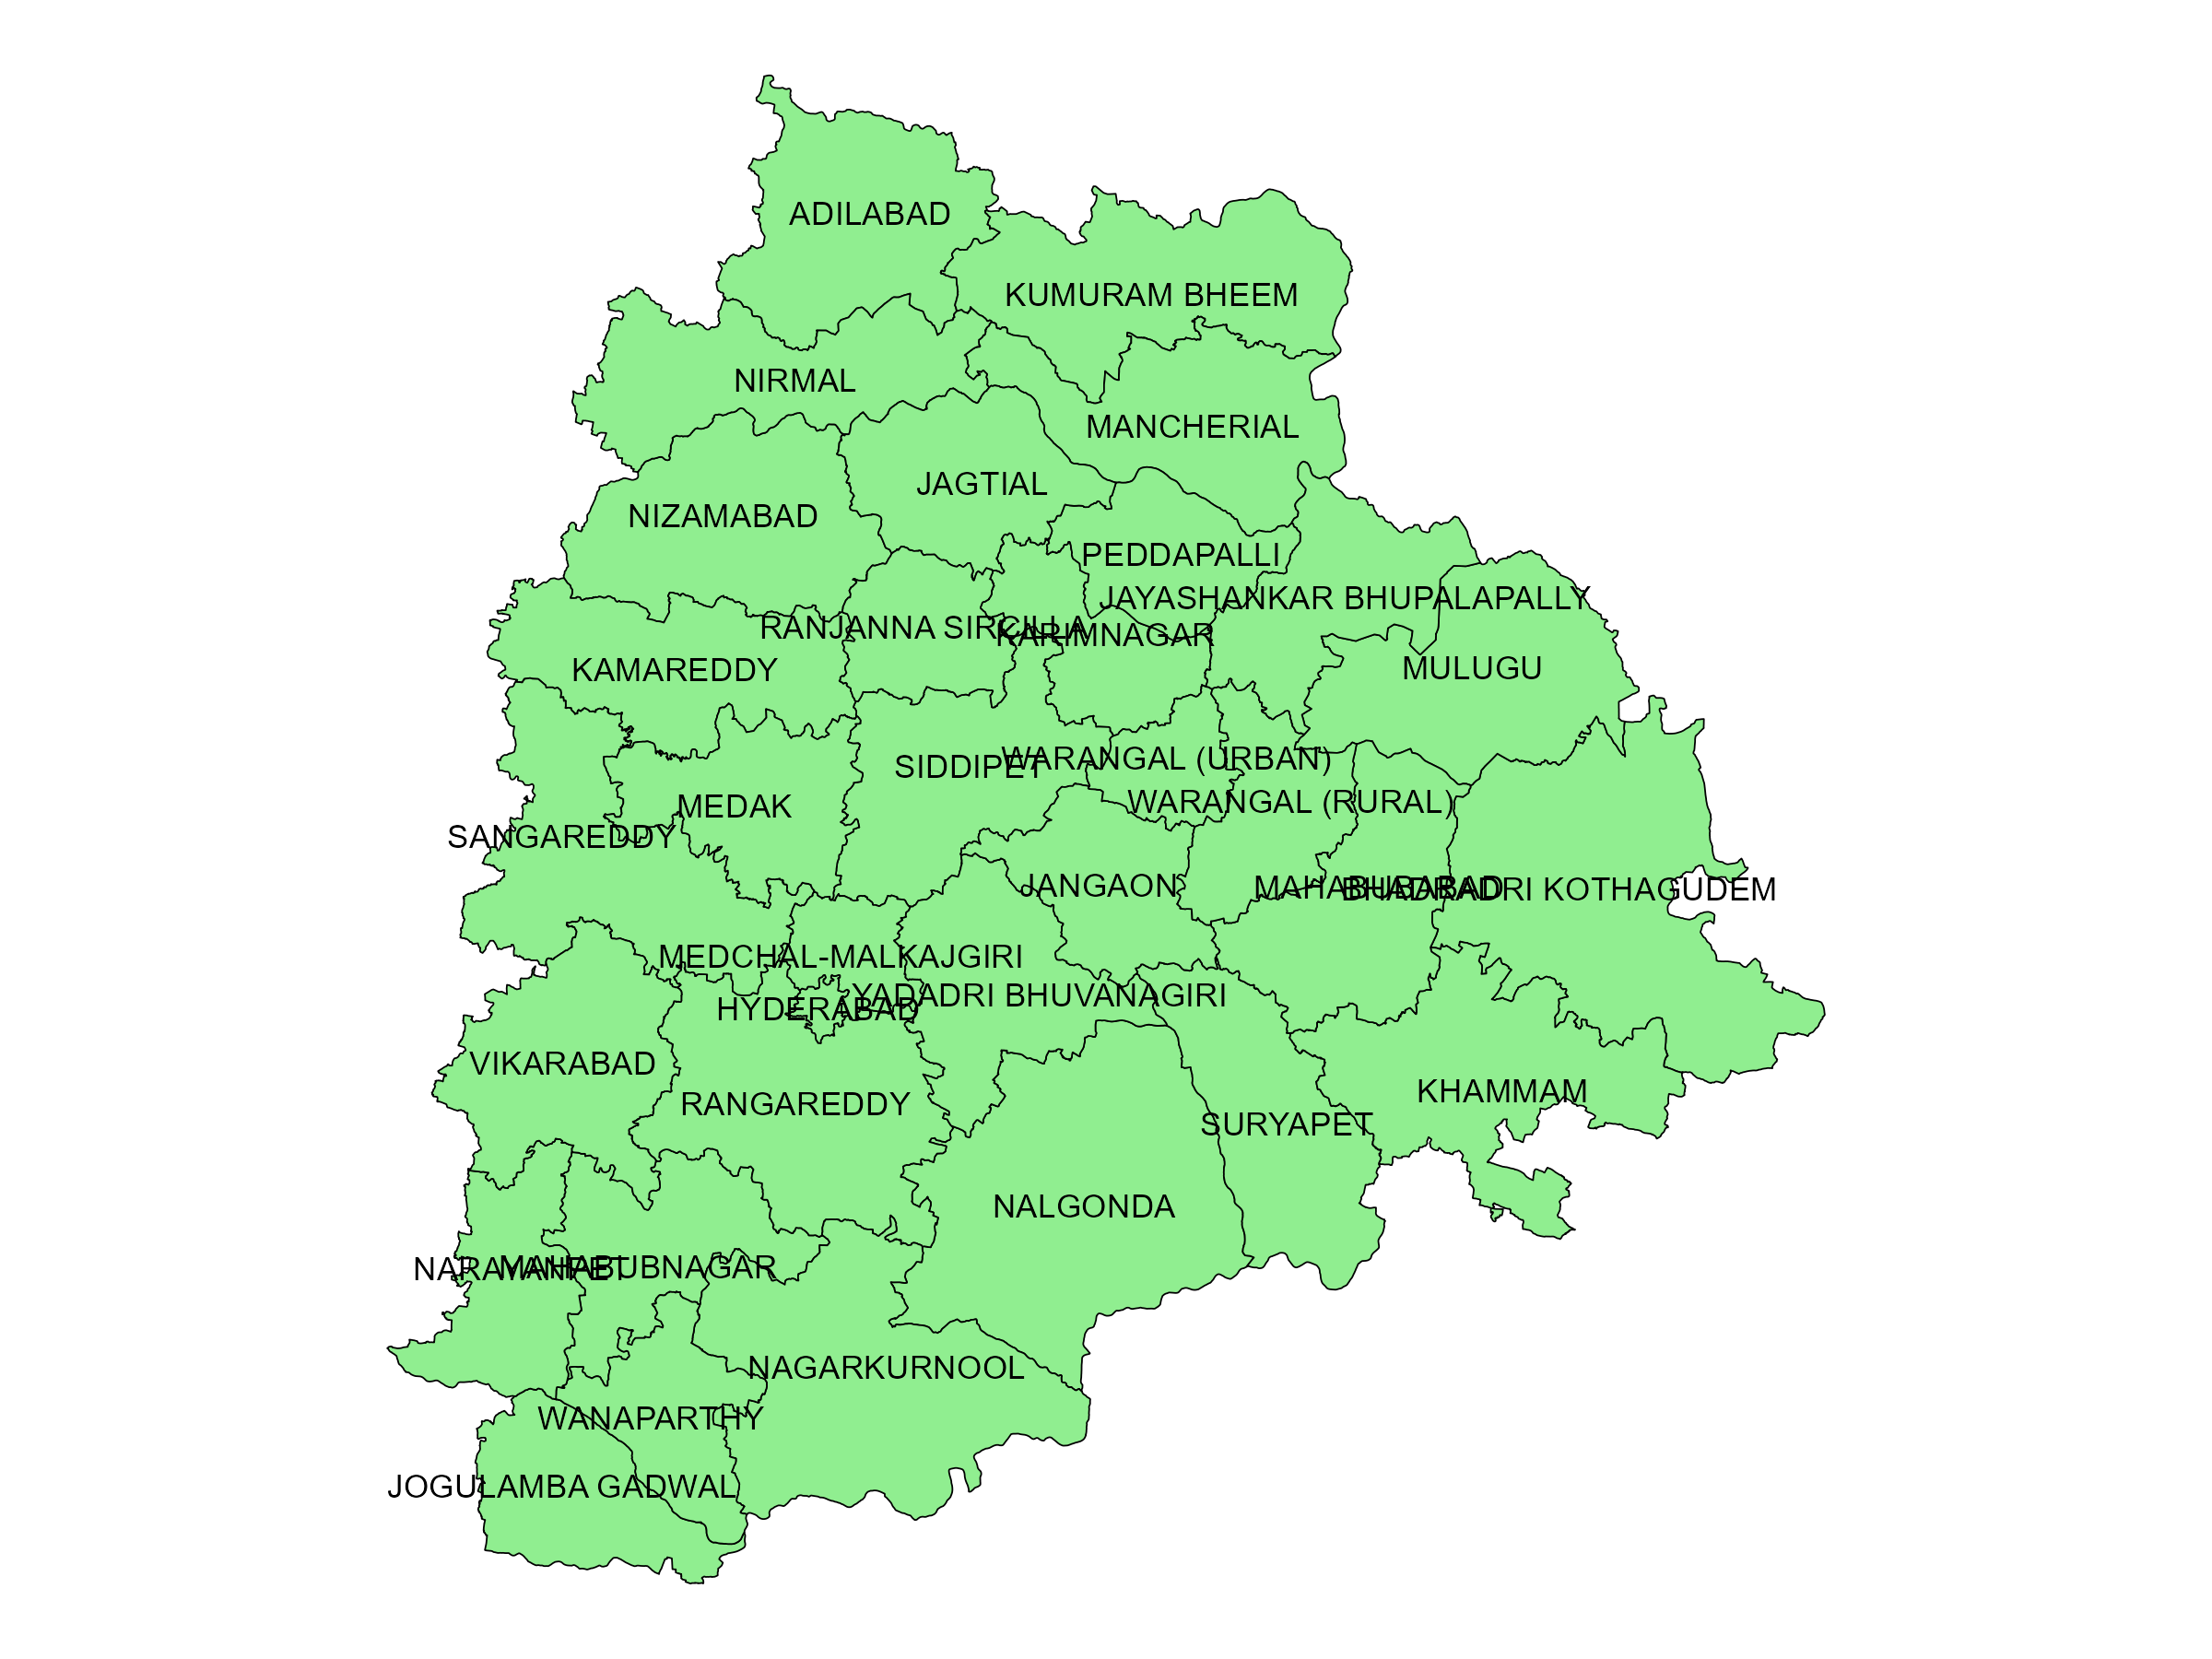 ADILABAD
KUMURAM BHEEM
NIRMAL
MANCHERIAL
JAGTIAL
NIZAMABAD
PEDDAPALLI
JAYASHANKAR BHUPALAPALLY
RANJANNA SIRCILLA
KARIMNAGAR
KAMAREDDY
MULUGU
WARANGAL (URBAN)
SIDDIPET
WARANGAL (RURAL)
MEDAK
SANGAREDDY
JANGAON
MAHABUBABAD
BHADRADRI KOTHAGUDEM
MEDCHAL-MALKAJGIRI
YADADRI BHUVANAGIRI
HYDERABAD
VIKARABAD
KHAMMAM
RANGAREDDY
SURYAPET
NALGONDA
NARAYANPET
MAHABUBNAGAR
NAGARKURNOOL
WANAPARTHY
JOGULAMBA GADWAL